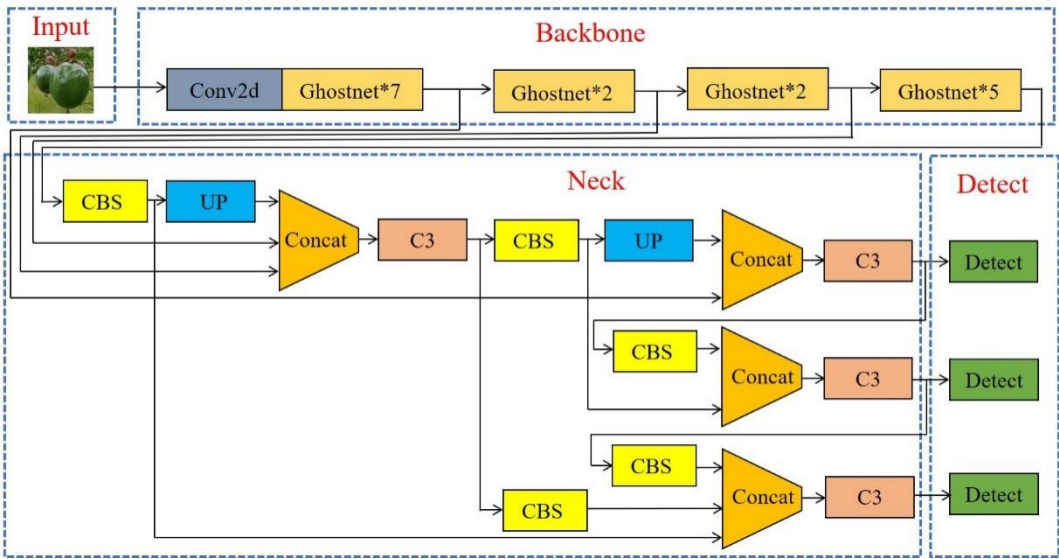 Input
Backbone
Conv2d Ghostnet*7 Ghostnet*2 Ghostnet*2 Ghostnet*5
Neck
Detect
CBS UP Concat C3 CBS UP Concat C3 Detect
CBS Concat C3 Detect
CBS Concat C3 Detect
CBS